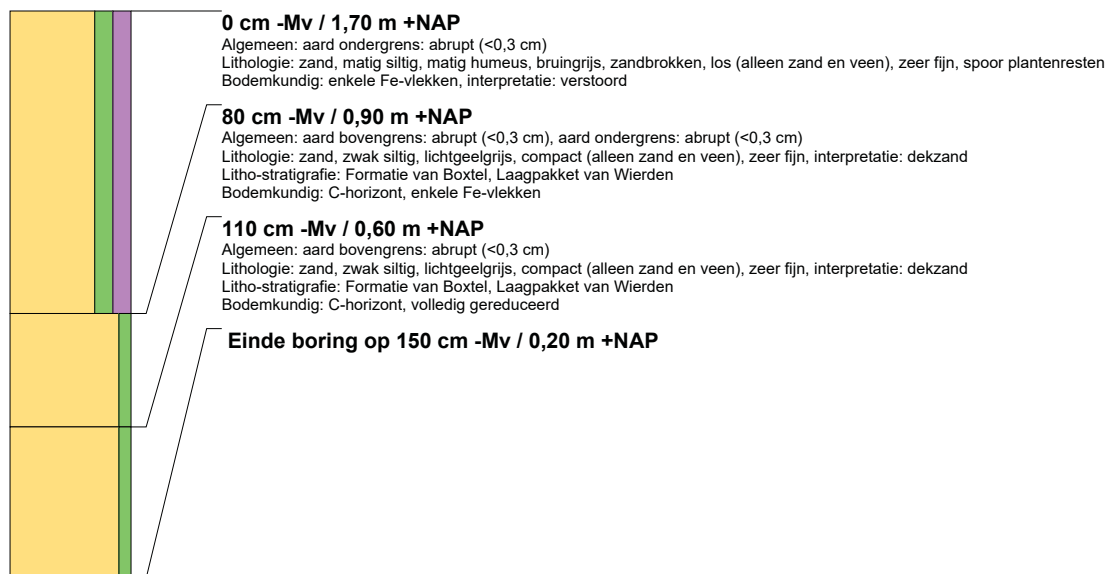 0 cm -Mv / 1,70 m +NAP
Algemeen: aard ondergrens: abrupt (<0,3 cm)
Lithologie: zand, matig siltig, matig humeus, bruingrijs, zandbrokken, los (alleen zand en veen), zeer fijn, spoor plantenresten
Bodemkundig: enkele Fe-vlekken, interpretatie: verstoord
80 cm -Mv / 0,90 m +NAP
Algemeen: aard bovengrens: abrupt (<0,3 cm), aard ondergrens: abrupt (<0,3 cm)
Lithologie: zand, zwak siltig, lichtgeelgrijs, compact (alleen zand en veen), zeer fijn, interpretatie: dekzand
Litho-stratigrafie: Formatie van Boxtel, Laagpakket van Wierden
Bodemkundig: C-horizont, enkele Fe-vlekken
110 cm -Mv / 0,60 m +NAP
Algemeen: aard bovengrens: abrupt (<0,3 cm)
Lithologie: zand, zwak siltig, lichtgeelgrijs, compact (alleen zand en veen), zeer fijn, interpretatie: dekzand
Litho-stratigrafie: Formatie van Boxtel, Laagpakket van Wierden
Bodemkundig: C-horizont, volledig gereduceerd
Einde boring op 150 cm -Mv / 0,20 m +NAP